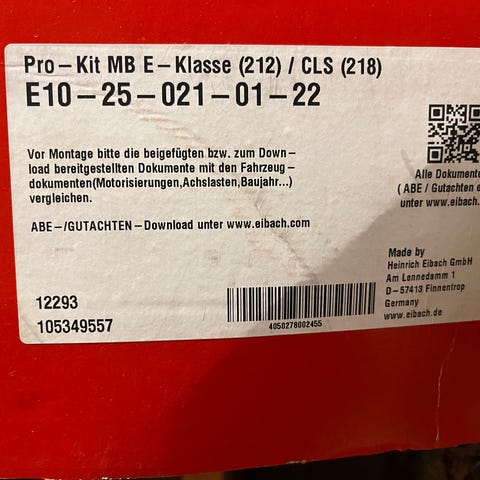 Pro-Kit MB E-Klasse (212) / CLS (218)
E10-25-021-01-22
Vor Montage bitte die beigefügten bzw. zum Down-
load bereitgestellten Dokumente mit den Fahrzeug-
dokumenten(Motorisierungen,Achslasten,Baujahr...)
vergleichen.
ABE-/GUTACHTEN-Download unter www.eibach.com
Alle Dokumente
( ABE / Gutachten
unter www.eibach.
Made by
Heinrich Eibach GmbH
Am Lennedamm 1
D-57413 Finnentrop
Germany
www.eibach.de
12293
105349557
4050278002455